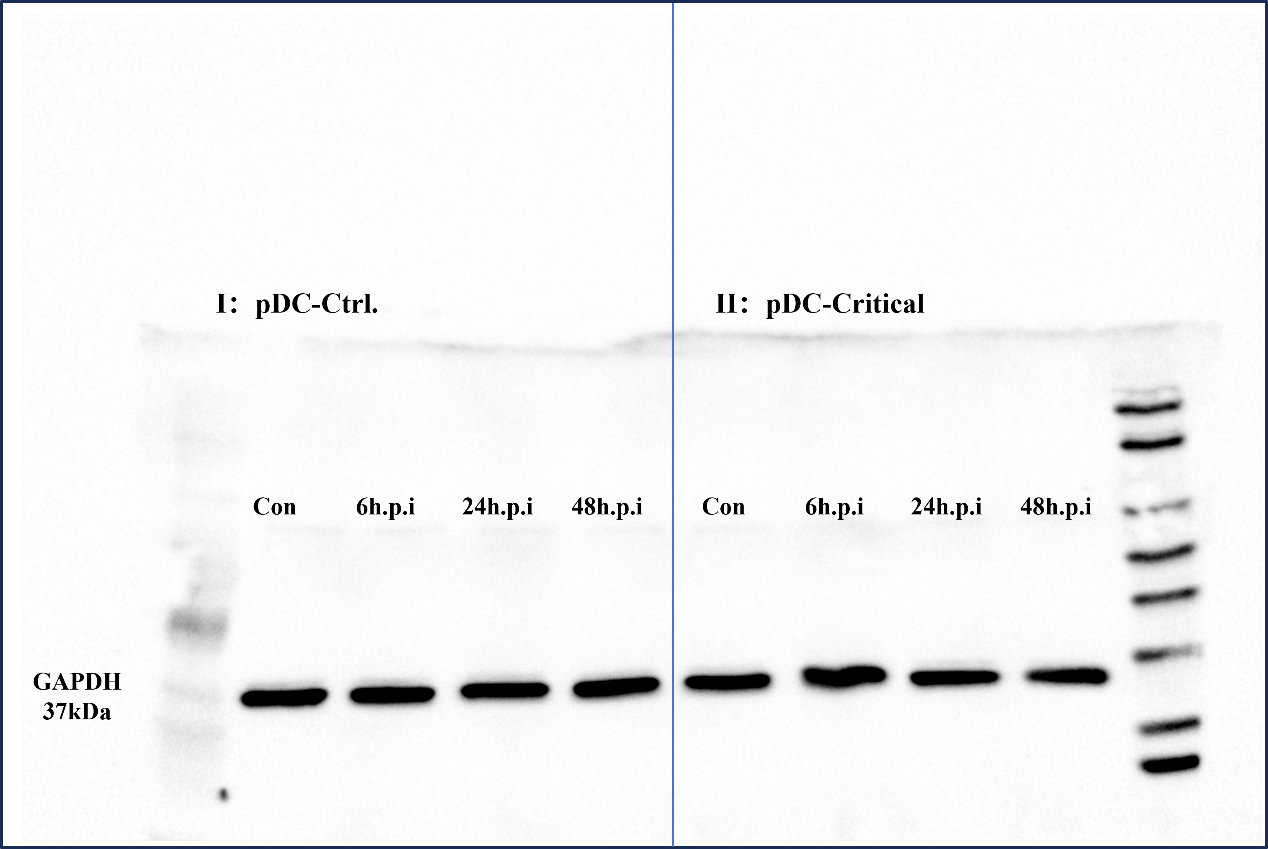 I: pDC-Ctrl.
II: pDC-Critical
Con 6h.p.i 24h.p.i 48h.p.i Con 6h.p.i 24h.p.i 48h.p.i
GAPDH
37kDa